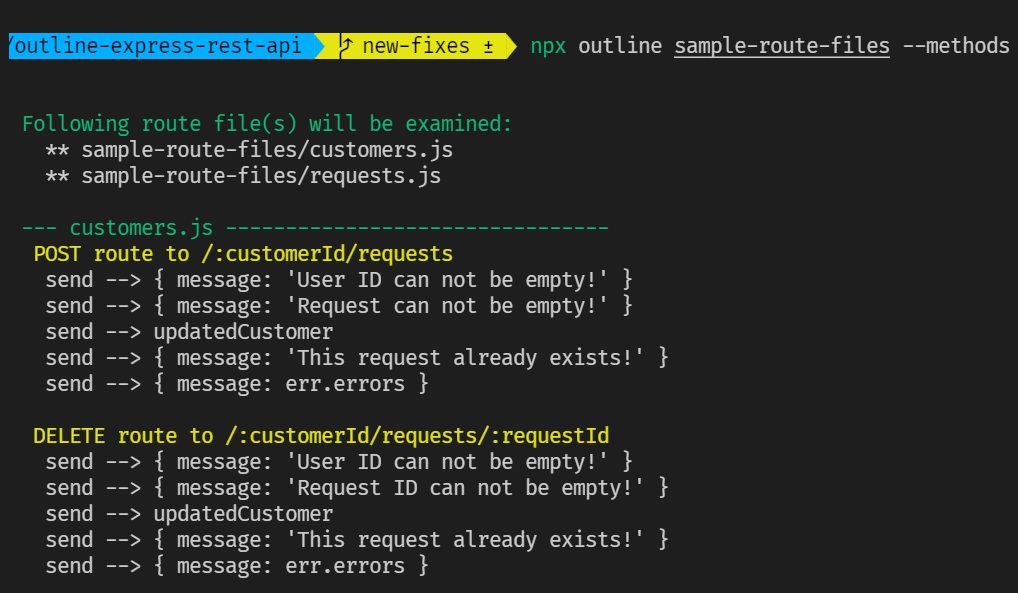 /outline-express-rest-api new-fixes ± npx outline sample-route-files --methods
Following route file(s) will be examined:
** sample-route-files/customers.js
** sample-route-files/requests.js
--- customers.js --------------------------------
POST route to /:customerId/requests
send --> { message: 'User ID can not be empty!' }
send --> { message: 'Request can not be empty!' }
send --> updatedCustomer
send --> { message: 'This request already exists!' }
send --> { message: err.errors }
DELETE route to /:customerId/requests/:requestId
send --> { message: 'User ID can not be empty!' }
send --> { message: 'Request ID can not be empty!' }
send --> updatedCustomer
send --> { message: 'This request already exists!' }
send --> { message: err.errors }